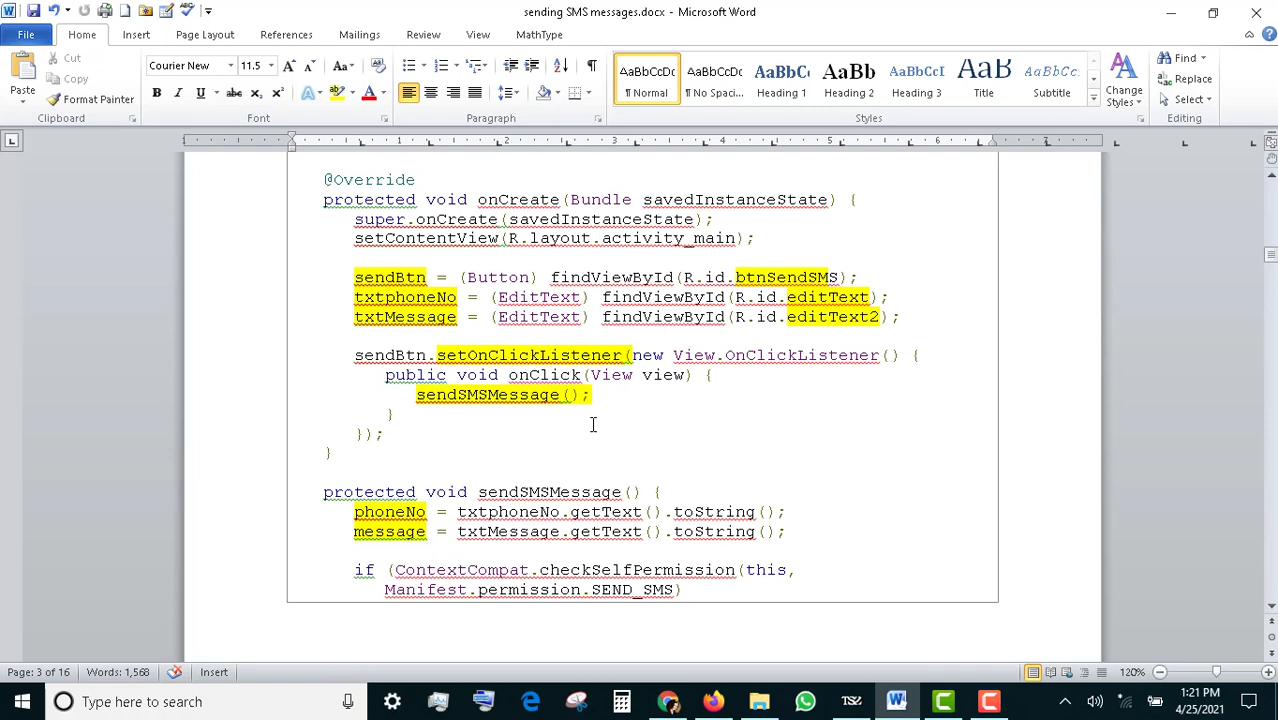 sending SMS messages.docx - Microsoft Word
File
Home
Insert
Page Layout
References
Mailings
Review
View
MathType
Paste
Cut
Copy
Format Painter
Clipboard
Courier New
11.5
Font
Paragraph
AaBbCcDc
¶ Normal
AaBbCcDc
¶ No Spaci...
AaBbC
Heading 1
AaBb
Heading 2
AaBbCcI
Heading 3
AaB
Title
AaBbCcDc
Subtitle
Styles
Change
Styles
Find
Replace
Select
Editing
@Override
protected void onCreate(Bundle savedInstanceState) {
super.onCreate(savedInstanceState);
setContentView(R.layout.activity_main);
sendBtn = (Button) findViewById(R.id.btnSendSMS);
txtphoneNo = (EditText) findViewById(R.id.editText);
txtMessage = (EditText) findViewById(R.id.editText2);
sendBtn.setOnClickListener(new View.OnClickListener() {
public void onClick(View view) {
sendSMSMessage();
}
});
}
protected void sendSMSMessage() {
phoneNo = txtphoneNo.getText().toString();
message = txtMessage.getText().toString();
if (ContextCompat.checkSelfPermission(this,
Manifest.permission.SEND_SMS)
Page: 3 of 16
Words: 1,568
Insert
120%
Type here to search
1:21 PM
4/25/2021